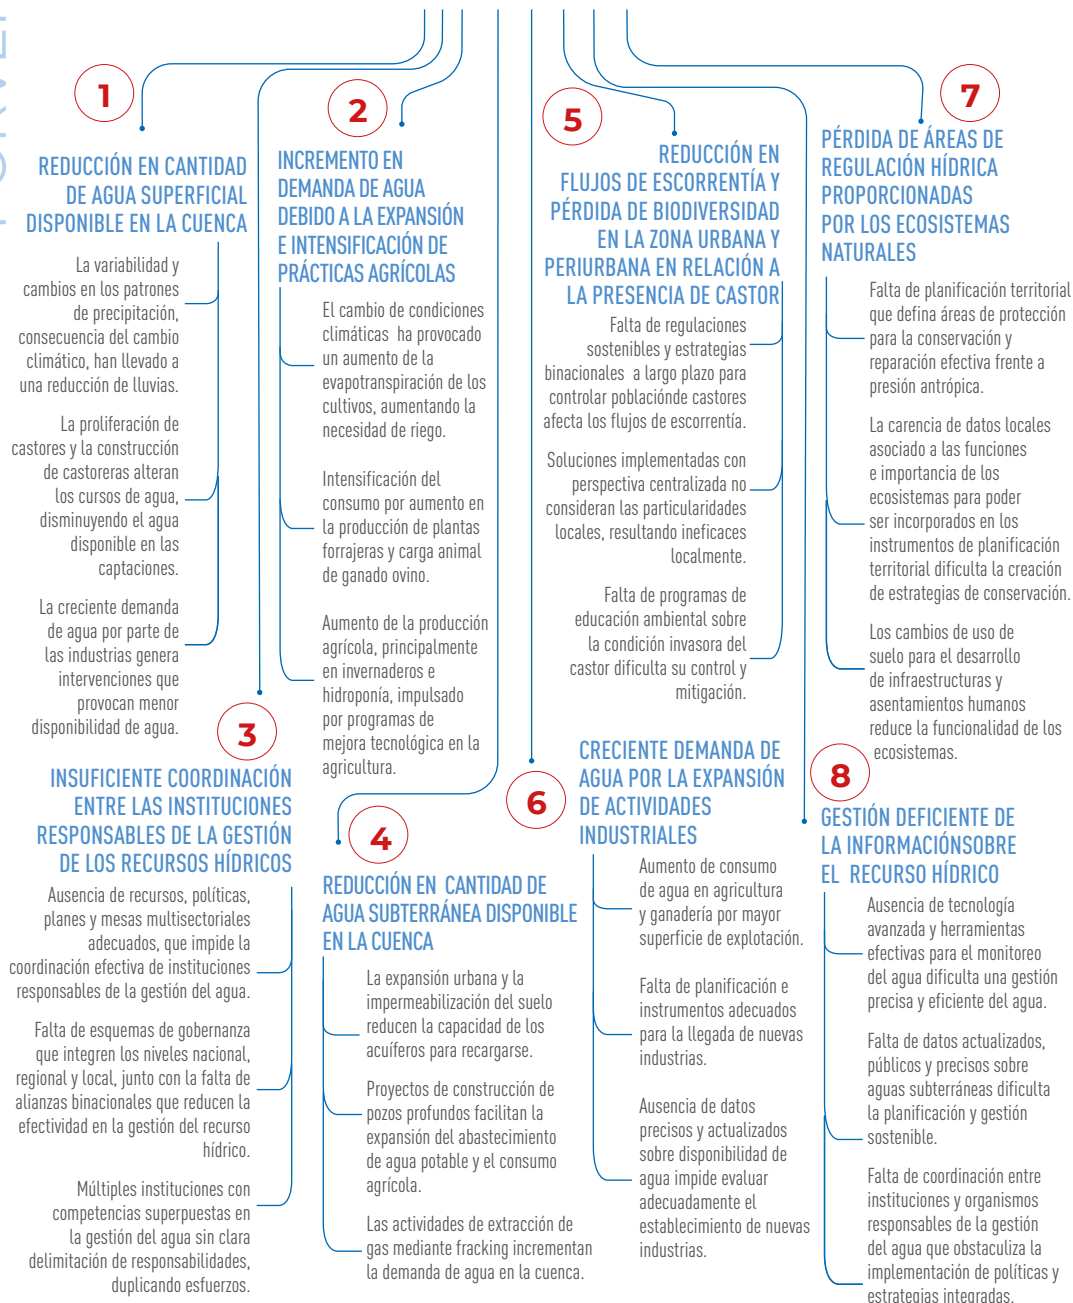 1
REDUCCIÓN EN CANTIDAD
DE AGUA SUPERFICIAL
DISPONIBLE EN LA CUENCA
La variabilidad y
cambios en los patrones
de precipitación,
consecuencia del cambio
climático, han llevado a
una reducción de lluvias.
La proliferación de
castores y la construcción
de castoreras alteran
los cursos de agua,
disminuyendo el agua
disponible en las
captaciones.
La creciente demanda
de agua por parte de
las industrias genera
intervenciones que
provocan menor
disponibilidad de agua.
2
INCREMENTO EN
DEMANDA DE AGUA
DEBIDO A LA EXPANSIÓN
E INTENSIFICACIÓN DE
PRÁCTICAS AGRÍCOLAS
El cambio de condiciones
climáticas ha provocado
un aumento de la
evapotranspiración de los
cultivos, aumentando la
necesidad de riego.
Intensificación del
consumo por aumento en
la producción de plantas
forrajeras y carga animal
de ganado ovino.
Aumento de la producción
agrícola, principalmente
en invernaderos e
hidroponía, impulsado
por programas de
mejora tecnológica en la
agricultura.
3
INSUFICIENTE COORDINACIÓN
ENTRE LAS INSTITUCIONES
RESPONSABLES DE LA GESTIÓN
DE LOS RECURSOS HÍDRICOS
Ausencia de recursos, políticas,
planes y mesas multisectoriales
adecuados, que impide la
coordinación efectiva de instituciones
responsables de la gestión del agua.
Falta de esquemas de gobernanza
que integren los niveles nacional,
regional y local, junto con la falta de
alianzas binacionales que reducen la
efectividad en la gestión del recurso
hídrico.
Múltiples instituciones con
competencias superpuestas en
la gestión del agua sin clara
delimitación de responsabilidades,
duplicando esfuerzos.
4
REDUCCIÓN EN CANTIDAD DE
AGUA SUBTERRÁNEA DISPONIBLE
EN LA CUENCA
La expansión urbana y la
impermeabilización del suelo
reducen la capacidad de los
acuíferos para recargarse.
Proyectos de construcción de
pozos profundos facilitan la
expansión del abastecimiento
de agua potable y el consumo
agrícola.
Las actividades de extracción de
gas mediante fracking incrementan
la demanda de agua en la cuenca.
5
REDUCCIÓN EN
FLUJOS DE ESCORRENTÍA Y
PÉRDIDA DE BIODIVERSIDAD
EN LA ZONA URBANA Y
PERIURBANA EN RELACIÓN A
LA PRESENCIA DE CASTOR
Falta de regulaciones
sostenibles y estrategias
binacionales a largo plazo para
controlar poblaciónde castores
afecta los flujos de escorrentía.
Soluciones implementadas con
perspectiva centralizada no
consideran las particularidades
locales, resultando ineficaces
localmente.
Falta de programas de
educación ambiental sobre
la condición invasora del
castor dificulta su control y
mitigación.
6
CRECIENTE DEMANDA DE
AGUA POR LA EXPANSIÓN
DE ACTIVIDADES
INDUSTRIALES
Aumento de consumo
de agua en agricultura
y ganadería por mayor
superficie de explotación.
Falta de planificación e
instrumentos adecuados
para la llegada de nuevas
industrias.
Ausencia de datos
precisos y actualizados
sobre disponibilidad de
agua impide evaluar
adecuadamente el
establecimiento de nuevas
industrias.
7
PÉRDIDA DE ÁREAS DE
REGULACIÓN HÍDRICA
PROPORCIONADAS
POR LOS ECOSISTEMAS
NATURALES
Falta de planificación territorial
que defina áreas de protección
para la conservación y
reparación efectiva frente a
presión antrópica.
La carencia de datos locales
asociado a las funciones
e importancia de los
ecosistemas para poder
ser incorporados en los
instrumentos de planificación
territorial dificulta la creación
de estrategias de conservación.
Los cambios de uso de
suelo para el desarrollo
de infraestructuras y
asentamientos humanos
reduce la funcionalidad de los
ecosistemas.
8
GESTIÓN DEFICIENTE DE
LA INFORMACIÓNSOBRE
EL RECURSO HÍDRICO
Ausencia de tecnología
avanzada y herramientas
efectivas para el monitoreo
del agua dificulta una gestión
precisa y eficiente del agua.
Falta de datos actualizados,
públicos y precisos sobre
aguas subterráneas dificulta
la planificación y gestión
sostenible.
Falta de coordinación entre
instituciones y organismos
responsables de la gestión
del agua que obstaculiza la
implementación de políticas y
estrategias integradas.